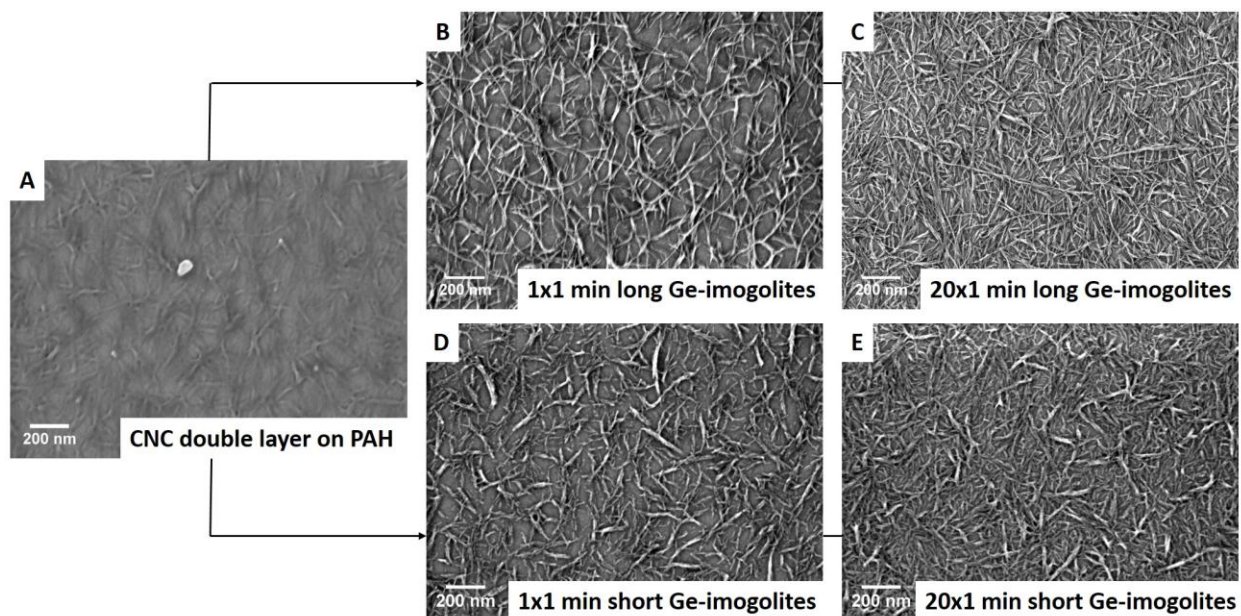 A
200 nm
CNC double layer on PAH
B
200 nm
1x1 min long Ge-imogolites
C
200 nm
20x1 min long Ge-imogolites
D
200 nm
1x1 min short Ge-imogolites
E
200 nm
20x1 min short Ge-imogolites